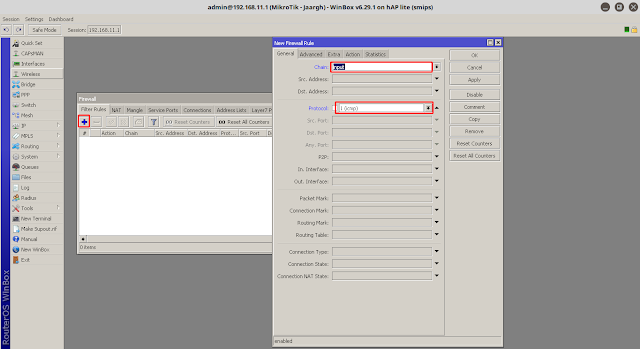 admin@192.168.11.1 (MikroTik - Jaargh) - WinBox v6.29.1 on hAP lite (smips)
Session Settings Dashboard
Safe Mode Session: 192.168.11.1
Quick Set
CAPsMAN
Interfaces
Wireless
Bridge
PPP
Switch
Mesh
IP
MPLS
Routing
System
Queues
Files
Log
Radius
Tools
New Terminal
Make Supout.rif
Manual
New WinBox
Exit
RouterOS WinBox
Firewall
Filter Rules NAT Mangle Service Ports Connections Address Lists Layer7 P
Reset Counters 00 Reset All Counters
# Action Chain Src. Address Dst. Address Prot... Src. Port D
0 items
New Firewall Rule
General Advanced Extra Action Statistics
Chain: input
Src. Address:
Dst. Address:
Protocol: 1 (icmp)
Src. Port:
Dst. Port:
Any. Port:
P2P:
In. Interface:
Out. Interface:
Packet Mark:
Connection Mark:
Routing Mark:
Routing Table:
Connection Type:
Connection State:
Connection NAT State:
OK
Cancel
Apply
Disable
Comment
Copy
Remove
Reset Counters
Reset All Counters
enabled